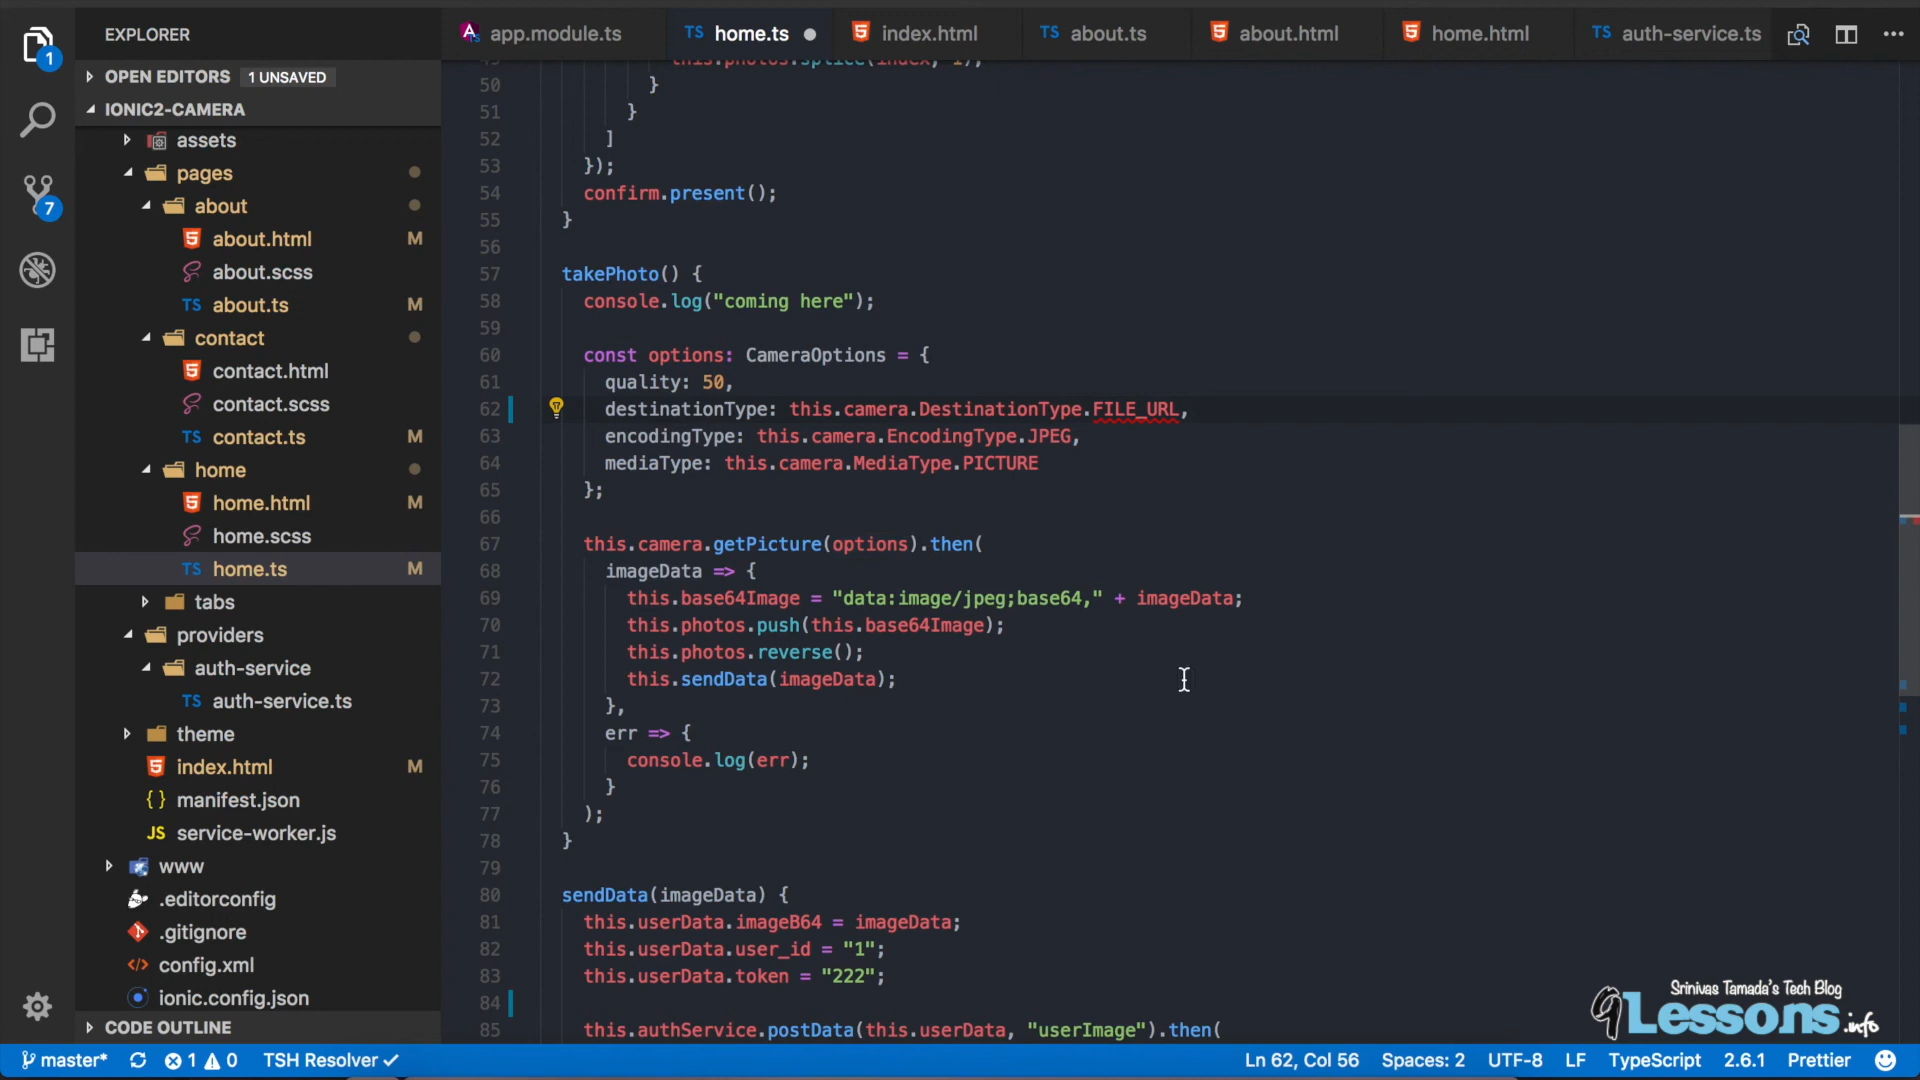 EXPLORER
OPEN EDITORS 1 UNSAVED
IONIC2-CAMERA
assets
pages
about
about.html M
about.scss
about.ts M
contact
contact.html
contact.scss
contact.ts M
home
home.html M
home.scss
home.ts M
tabs
providers
auth-service
auth-service.ts
theme
index.html M
manifest.json
service-worker.js
www
.editorconfig
.gitignore
config.xml
ionic.config.json
CODE OUTLINE
1
7
app.module.ts
TS home.ts
index.html
TS about.ts
about.html
home.html
TS auth-service.ts
49 this.photos.splice(index, 1);
50 }
51 }
52 ]
53 });
54 confirm.present();
55 }
56
57 takePhoto() {
58 console.log("coming here");
59
60 const options: CameraOptions = {
61 quality: 50,
62 destinationType: this.camera.DestinationType.FILE_URL,
63 encodingType: this.camera.EncodingType.JPEG,
64 mediaType: this.camera.MediaType.PICTURE
65 };
66
67 this.camera.getPicture(options).then(
68 imageData => {
69 this.base64Image = "data:image/jpeg;base64," + imageData;
70 this.photos.push(this.base64Image);
71 this.photos.reverse();
72 this.sendData(imageData);
73 },
74 err => {
75 console.log(err);
76 }
77 );
78 }
79
80 sendData(imageData) {
81 this.userData.imageB64 = imageData;
82 this.userData.user_id = "1";
83 this.userData.token = "222";
84
85 this.authService.postData(this.userData, "userImage").then(
Srinivas Tamada's Tech Blog
9Lessons.info
master* 1 0 TSH Resolver Ln 62, Col 56 Spaces: 2 UTF-8 LF TypeScript 2.6.1 Prettier